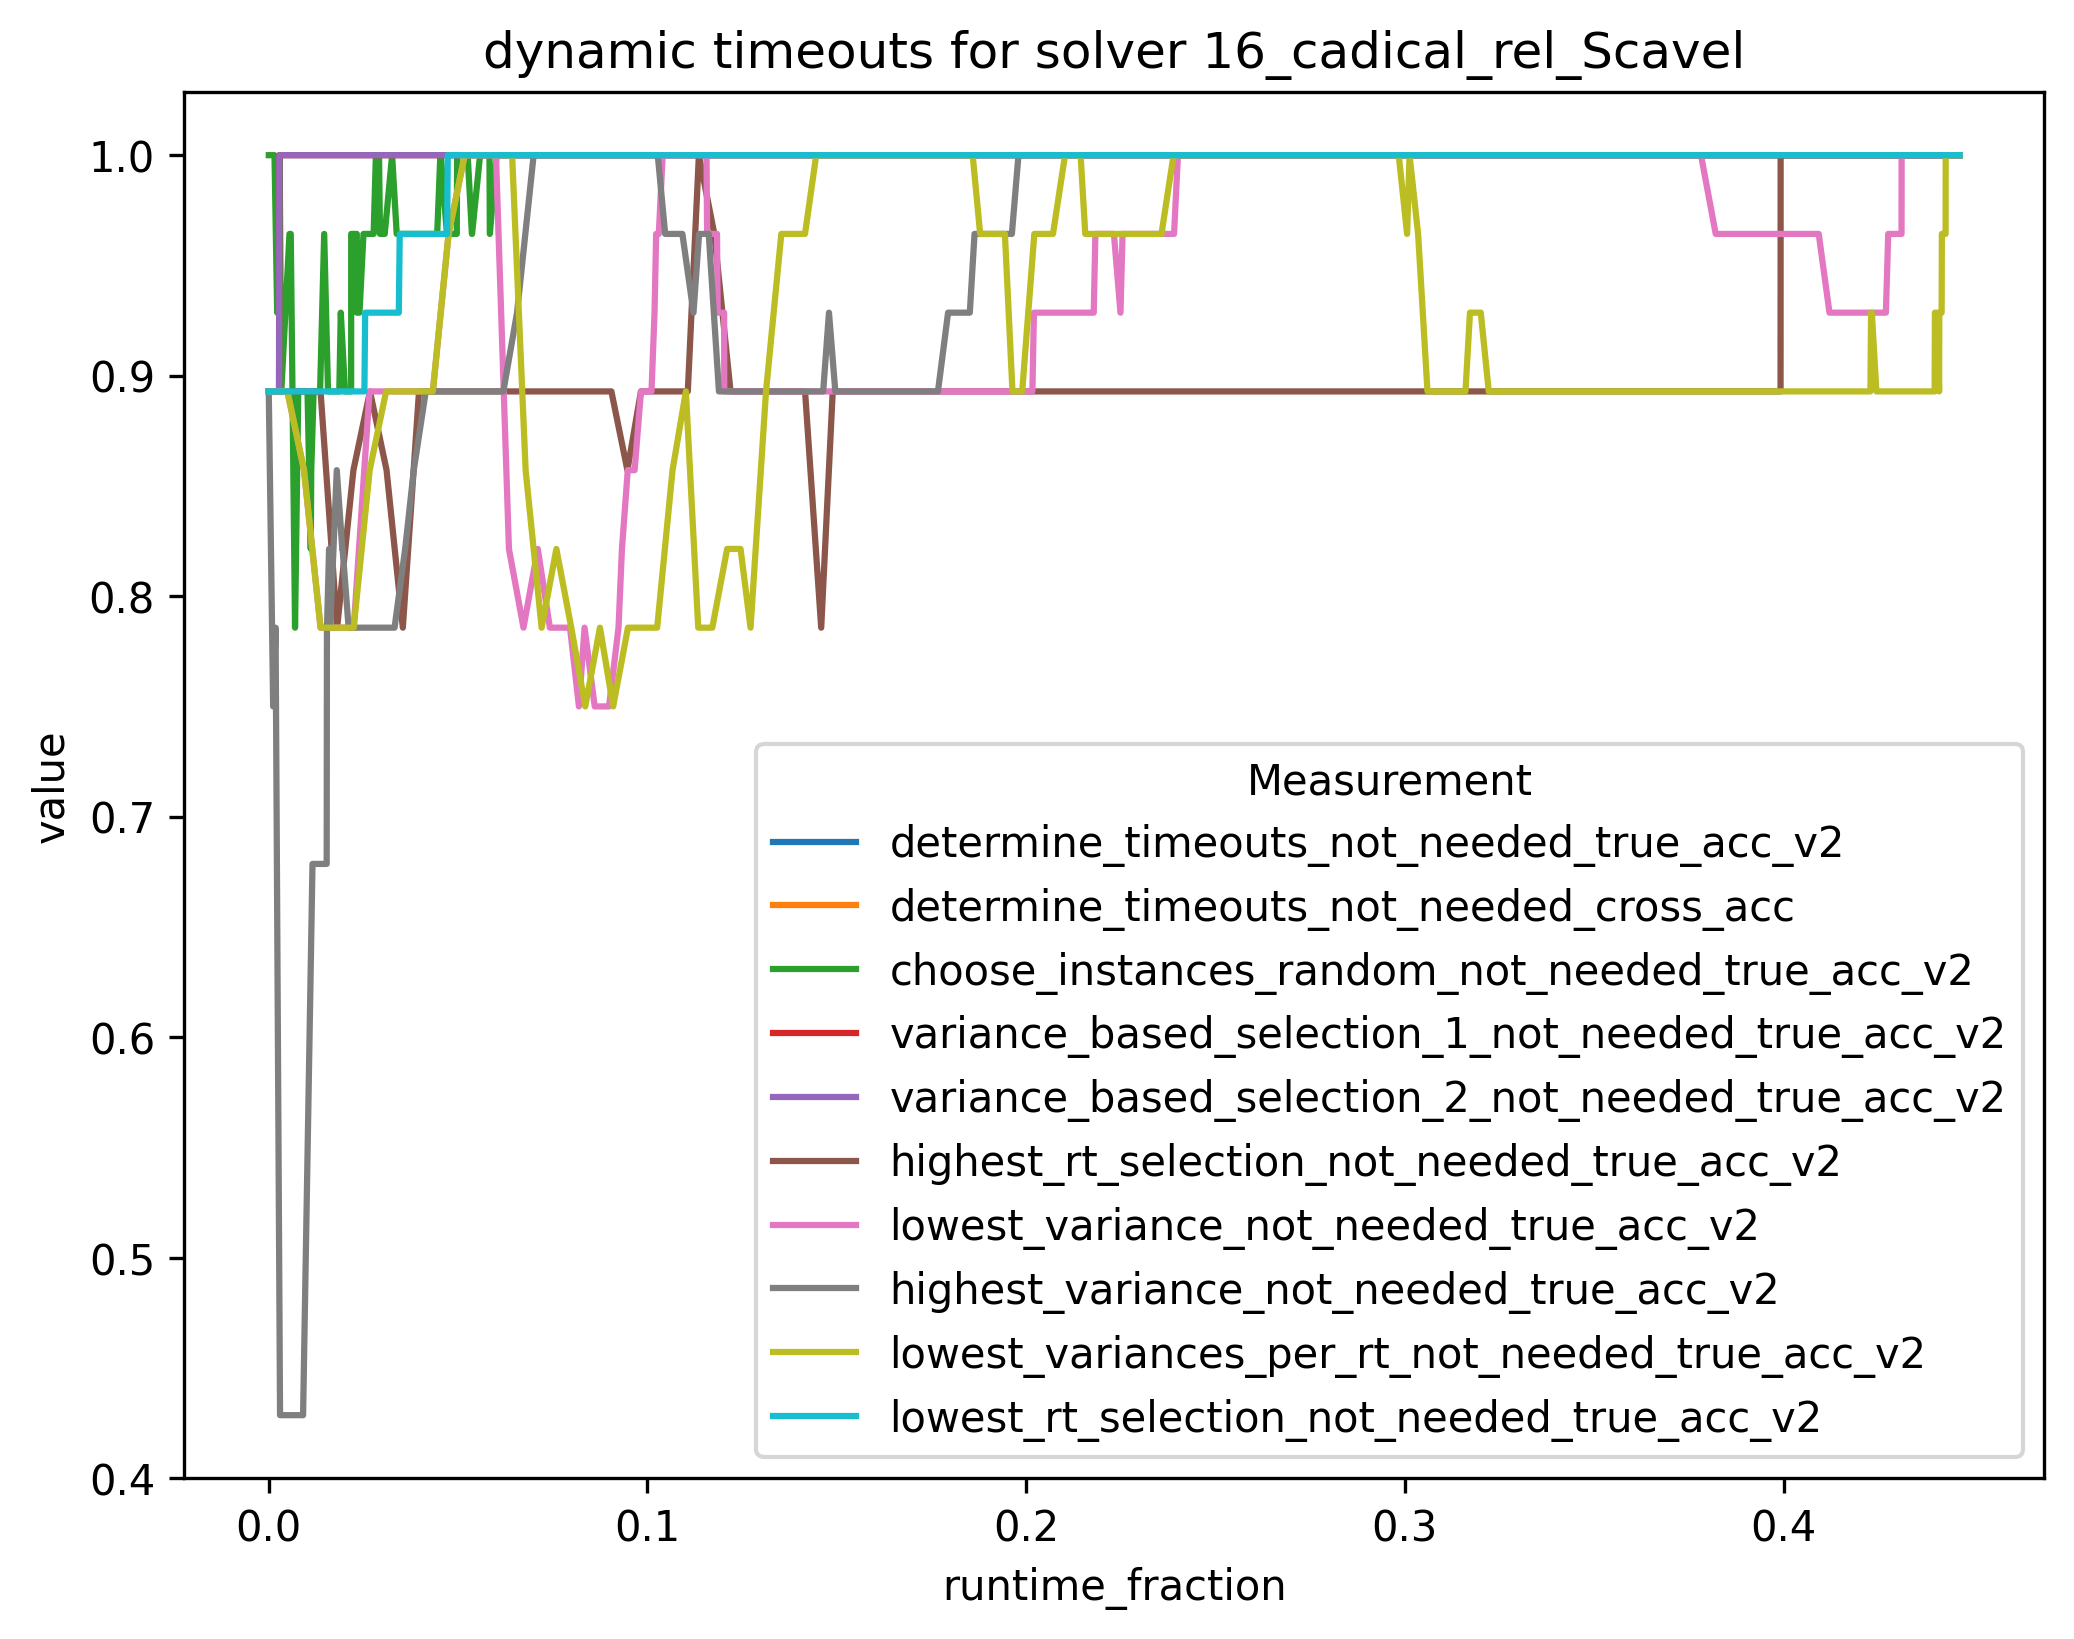 dynamic timeouts for solver 16_cadical_rel_Scavel
value
1.0
0.9
0.8
0.7
0.6
0.5
0.4
Measurement
determine_timeouts_not_needed_true_acc_v2
determine_timeouts_not_needed_cross_acc
choose_instances_random_not_needed_true_acc_v2
variance_based_selection_1_not_needed_true_acc_v2
variance_based_selection_2_not_needed_true_acc_v2
highest_rt_selection_not_needed_true_acc_v2
lowest_variance_not_needed_true_acc_v2
highest_variance_not_needed_true_acc_v2
lowest_variances_per_rt_not_needed_true_acc_v2
lowest_rt_selection_not_needed_true_acc_v2
0.0 0.1 0.2 0.3 0.4
runtime_fraction